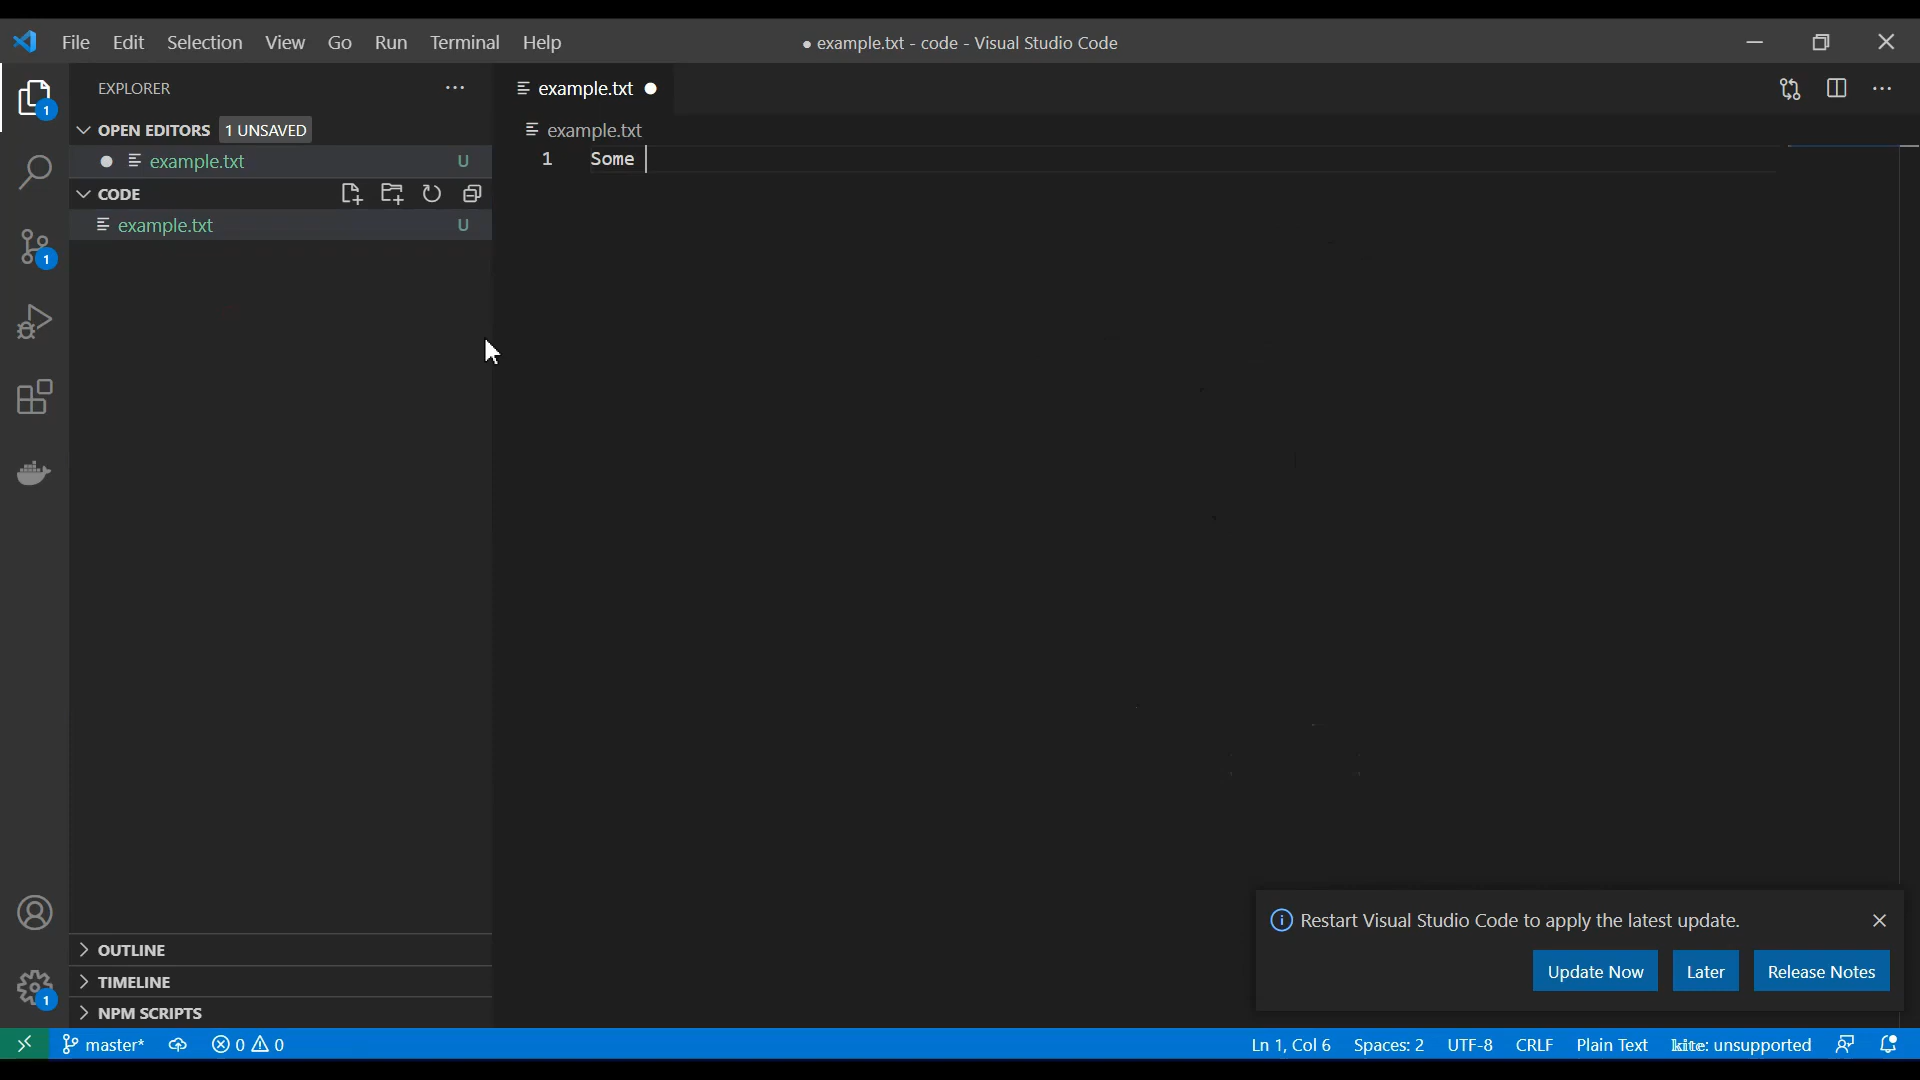 File Edit Selection View Go Run Terminal Help
● example.txt - code - Visual Studio Code
EXPLORER
example.txt
OPEN EDITORS 1 UNSAVED
example.txt
example.txt U
1 Some
CODE
example.txt U
Restart Visual Studio Code to apply the latest update.
Update Now Later Release Notes
OUTLINE
TIMELINE
NPM SCRIPTS
1
1
1
master* 0 0 Ln 1, Col 6 Spaces: 2 UTF-8 CRLF Plain Text kite: unsupported